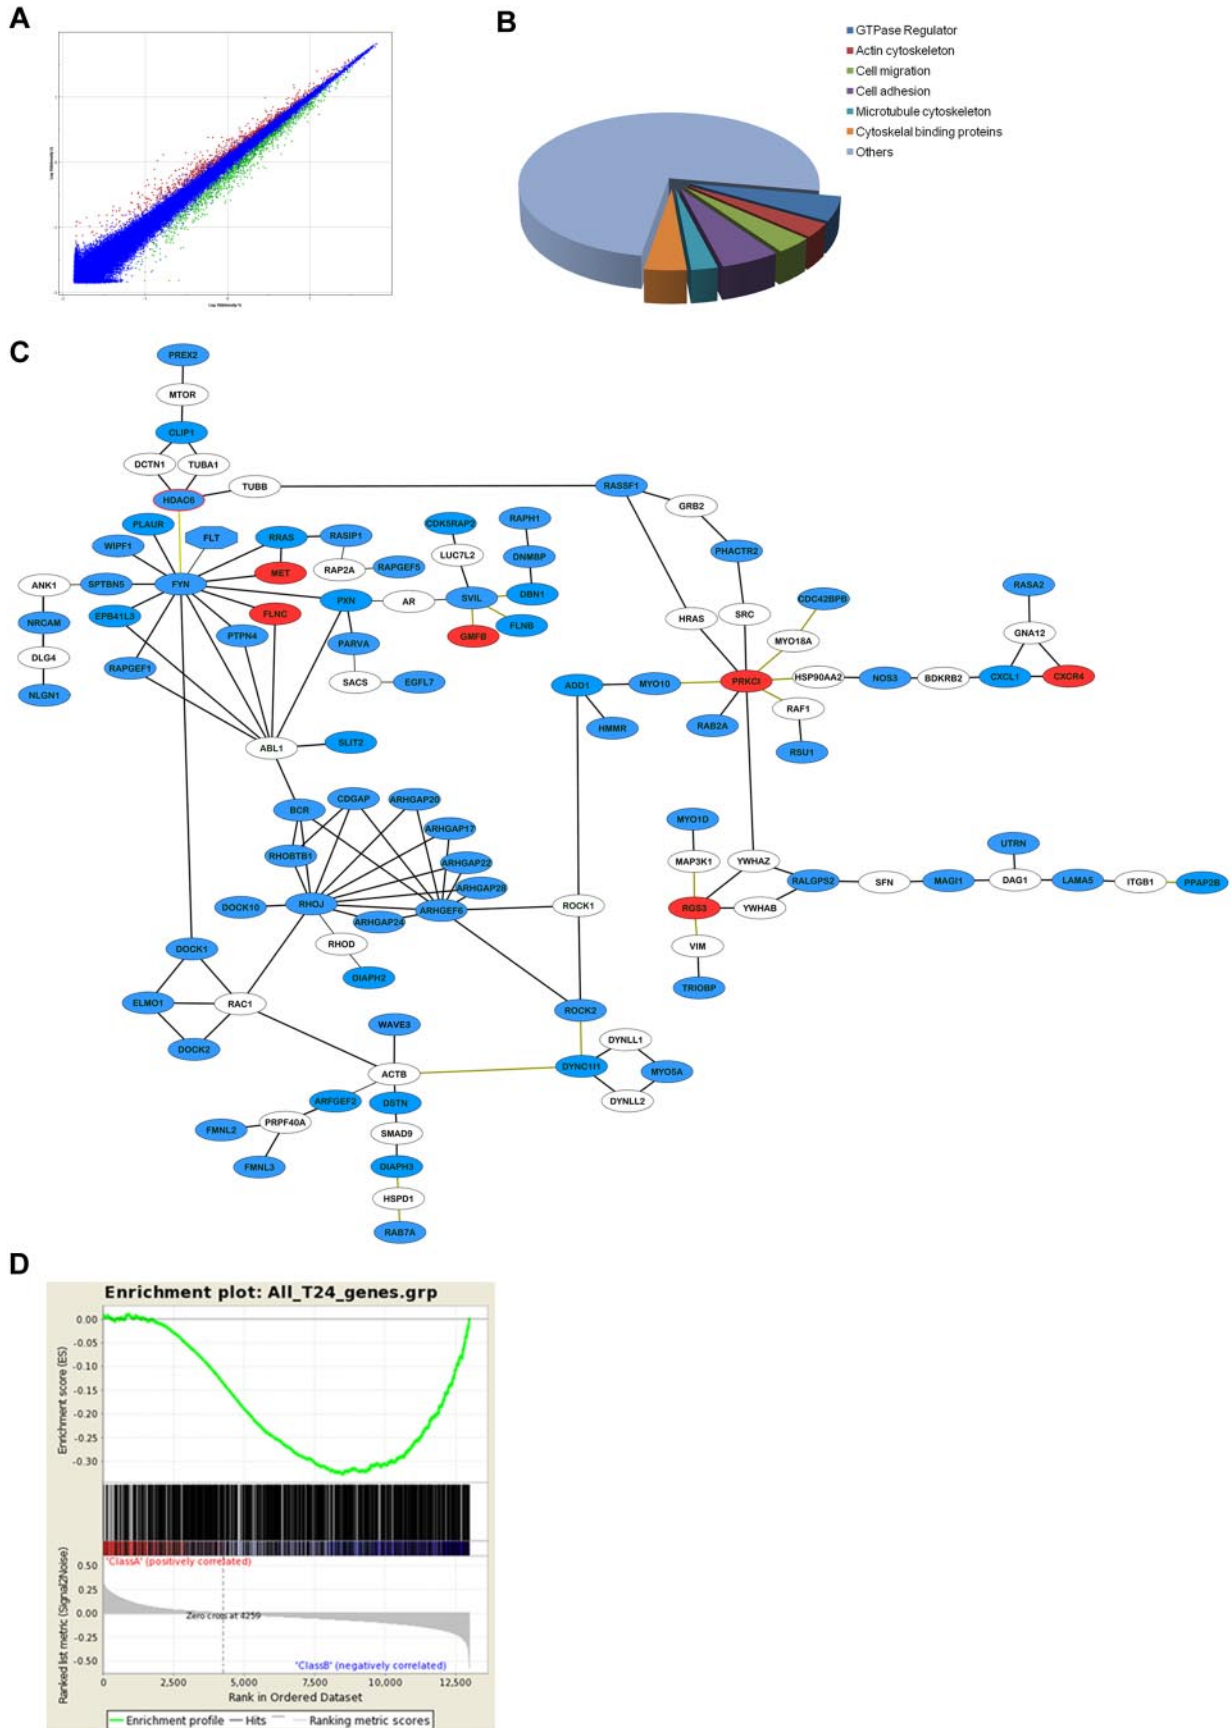 A
B
GTPase Regulator
Actin cytoskeleton
Cell migration
Cell adhesion
Microtubule cytoskeleton
Cytoskelal binding proteins
Others
C
PREX2
MTOR
CLIP1
DCTN1 TUBA1
HDAC6 TUBB RASSF1
GRB2
PLAUR FLT RRAS RASIP1 CDK5RAP2 RAPH1
WIPF1 LUC7L2 DNMBP PHACTR2
MET RAP2A RAPGEF5
ANK1 SPTBN5 FYN PXN AR SVIL DBN1 RASA2
NRCAM EPB41L3 FLNC FLNB HRAS SRC CDC42BPB
PTPN4 PARVA GMFB MYO18A GNA12
DLG4 RAPGEF1
NLGN1 SACS EGFL7 ADD1 MYO10 PRKCI HSP90AA2 NOS3 BDKRB2 CXCL1 CXCR4
HMMR RAB2A RAF1
ABL1 SLIT2 RSU1
BCR CDGAP ARHGAP20
ARHGAP17 MYO1D
RHOBTB1 ARHGAP22 MAP3K1 YWHAZ UTRN
ARHGAP28 RALGPS2 SFN MAGI1 DAG1 LAMA5 ITGB1 PPAP2B
DOCK10 RHOJ ARHGEF6 ROCK1 RGS3 YWHAB
ARHGAP24
DOCK1 RHOD VIM
DIAPH2 TRIOBP
ELMO1 RAC1 ROCK2
WAVE3
DOCK2 DYNLL1
ACTB DYNC1I1 MYO5A
ARFGEF2 DSTN DYNLL2
FMNL2 PRPF40A
SMAD9
FMNL3 DIAPH3
HSPD1
RAB7A
D
Enrichment plot: All_T24_genes.grp
Enrichment score (ES)
0.00
-0.05
-0.10
-0.15
-0.20
-0.25
-0.30
Ranked list metric (Signal2Noise)
'ClassA' (positively correlated)
0.50
0.25
0.00
-0.25
-0.50
Zero cross at 4259
'ClassB' (negatively correlated)
0 2,500 5,000 7,500 10,000 12,500
Rank in Ordered Dataset
Enrichment profile Hits Ranking metric scores